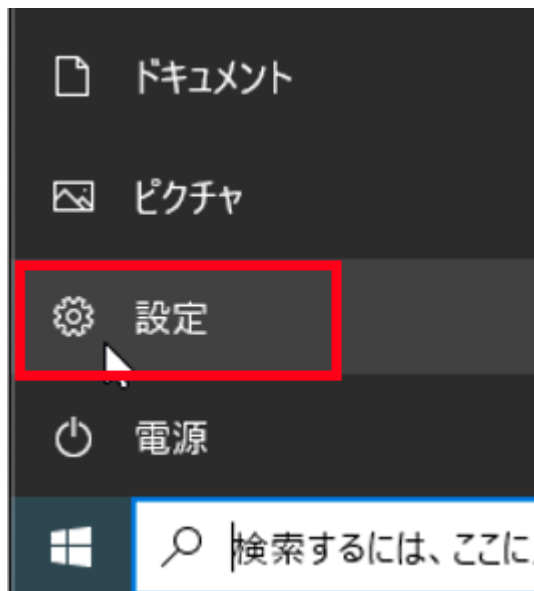 ドキュメント
ピクチャ
設定
電源
検索するには、ここに